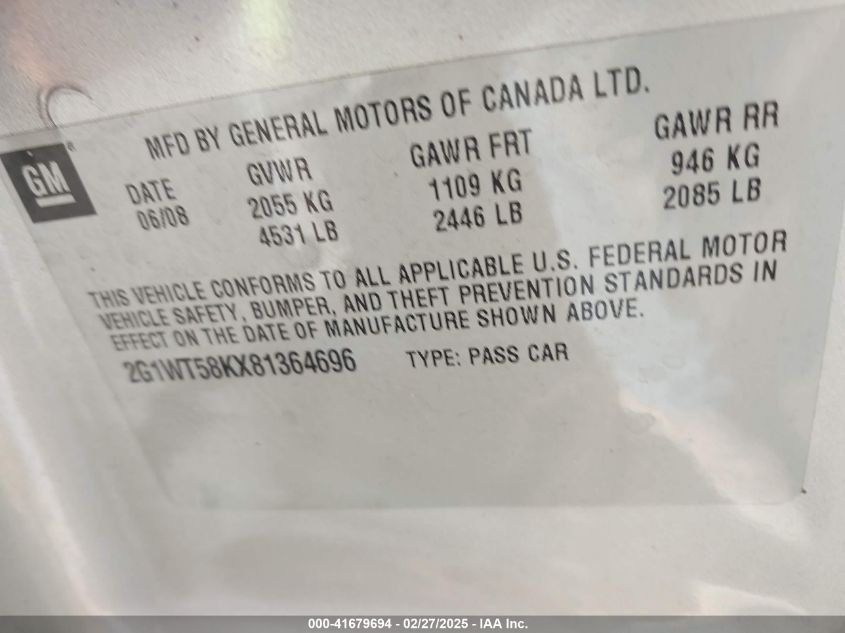 MFD BY GENERAL MOTORS OF CANADA LTD.
GM®
DATE GVWR GAWR FRT GAWR RR
06/08 2055 KG 1109 KG 946 KG
4531 LB 2446 LB 2085 LB
THIS VEHICLE CONFORMS TO ALL APPLICABLE U.S. FEDERAL MOTOR
VEHICLE SAFETY, BUMPER, AND THEFT PREVENTION STANDARDS IN
EFFECT ON THE DATE OF MANUFACTURE SHOWN ABOVE.
2G1WT58KX81364696 TYPE: PASS CAR
000-41679694 - 02/27/2025 - IAA Inc.